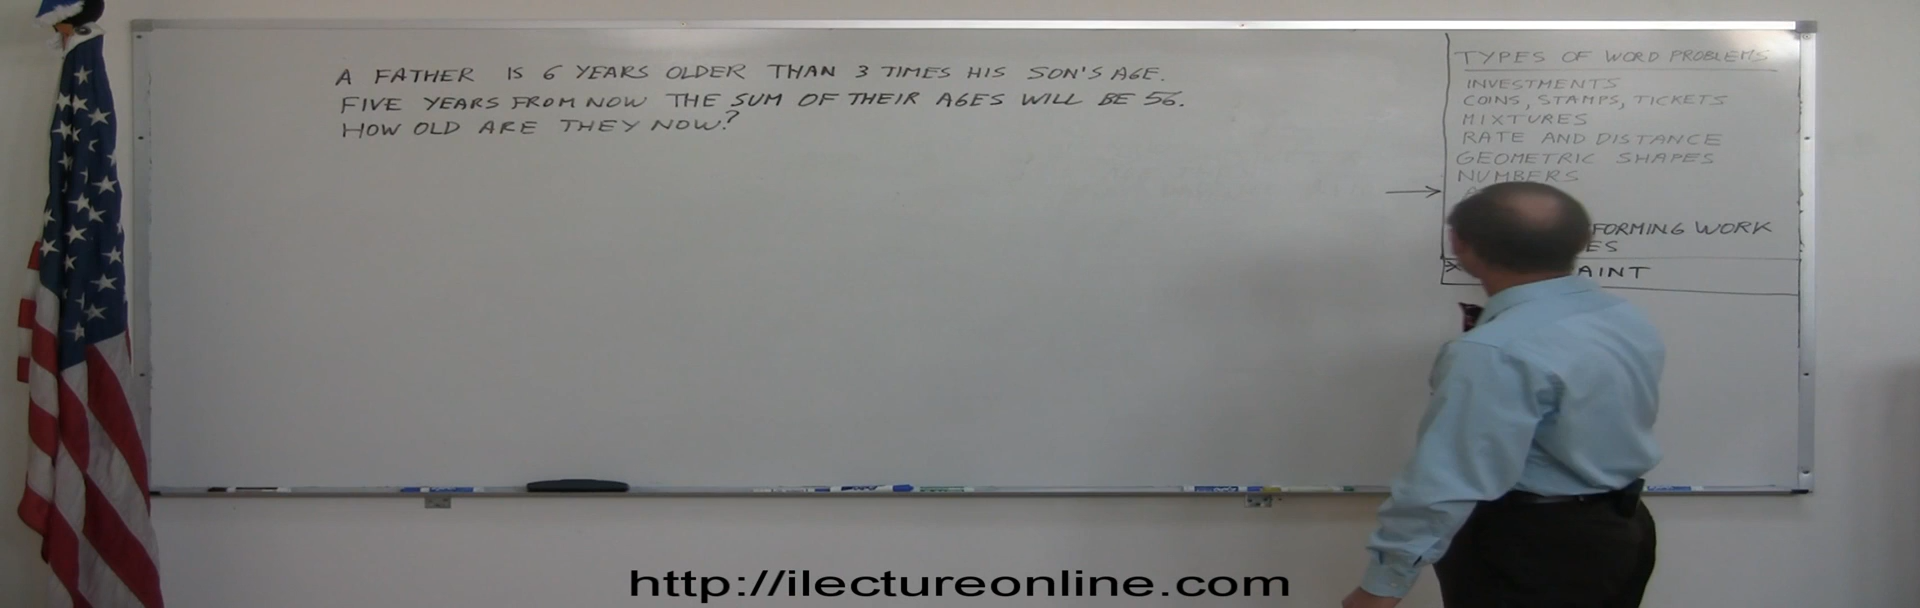 A FATHER IS 6 YEARS OLDER THAN 3 TIMES HIS SON'S AGE.
FIVE YEARS FROM NOW THE SUM OF THEIR AGES WILL BE 56.
HOW OLD ARE THEY NOW?
TYPES OF WORD PROBLEMS
INVESTMENTS
COINS, STAMPS, TICKETS
MIXTURES
RATE AND DISTANCE
GEOMETRIC SHAPES
NUMBERS
FORMING WORK
ES
AINT
http://ilectureonline.com